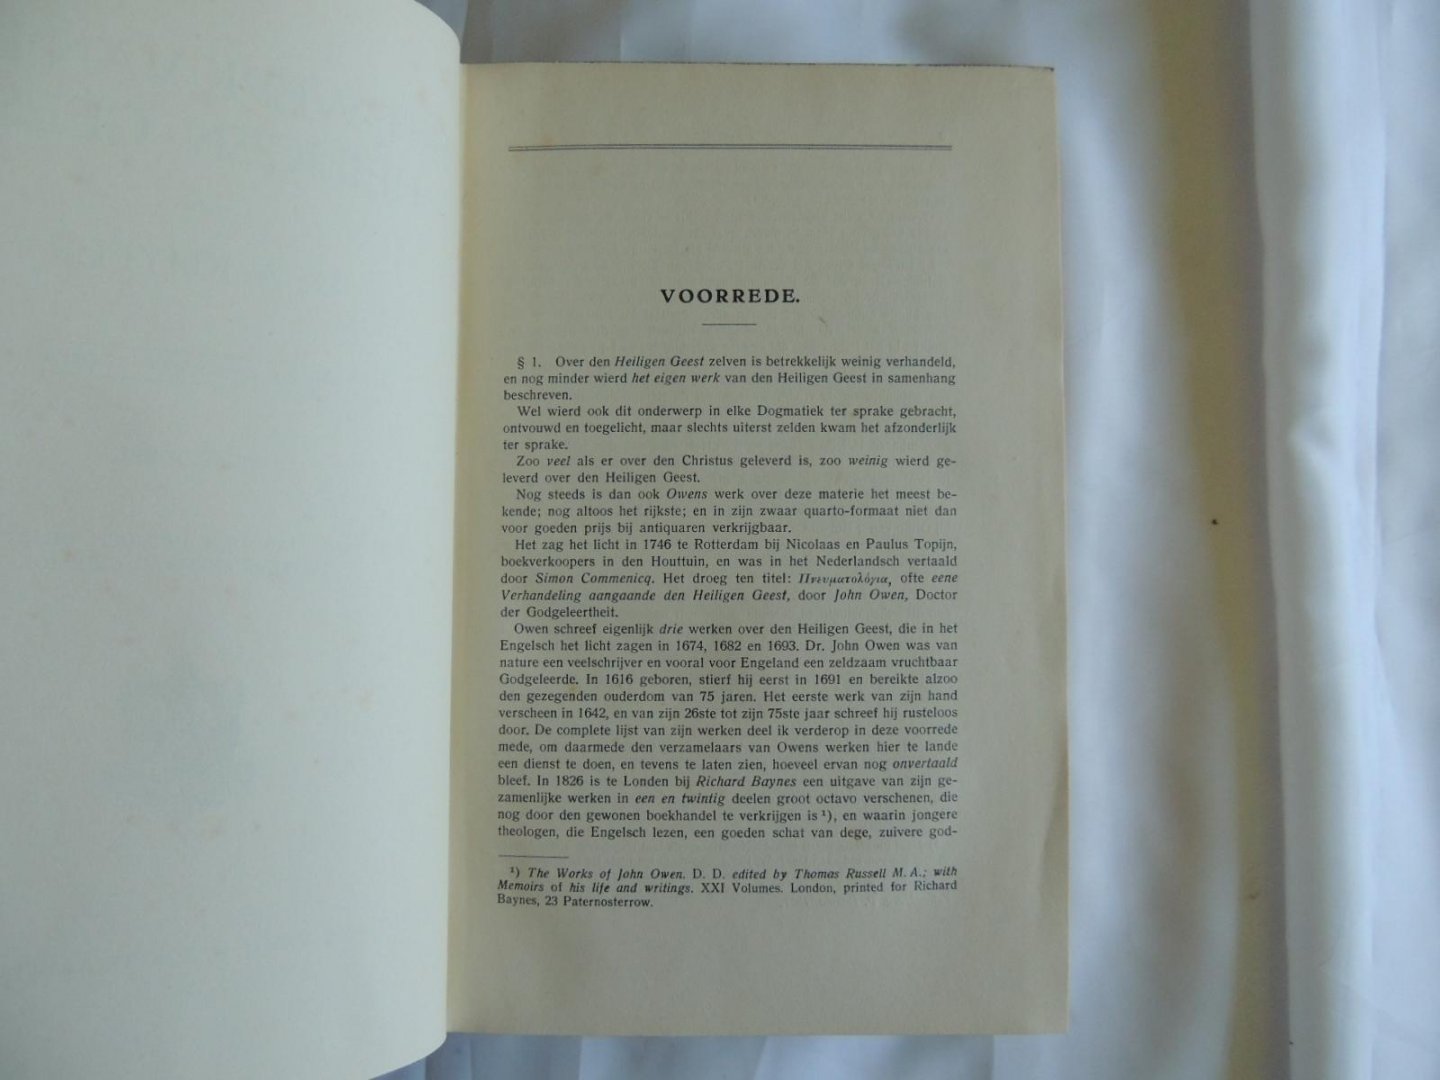 VOORREDE.
§ 1. Over den Heiligen Geest zelven is betrekkelijk weinig verhandeld,
en nog minder wierd het eigen werk van den Heiligen Geest in samenhang
beschreven.
Wel wierd ook dit onderwerp in elke Dogmatiek ter sprake gebracht,
ontvouwd en toegelicht, maar slechts uiterst zelden kwam het afzonderlijk
ter sprake.
Zoo veel als er over den Christus geleverd is, zoo weinig wierd ge-
leverd over den Heiligen Geest.
Nog steeds is dan ook Owens werk over deze materie het meest be-
kende; nog altoos het rijkste; en in zijn zwaar quarto-formaat niet dan
voor goeden prijs bij antiquaren verkrijgbaar.
Het zag het licht in 1746 te Rotterdam bij Nicolaas en Paulus Topijn,
boekverkoopers in den Houttuin, en was in het Nederlandsch vertaald
door Simon Commenicq. Het droeg ten titel: Πνευματολόγια, ofte eene
Verhandeling aangaande den Heiligen Geest, door John Owen, Doctor
der Godgeleertheit.
Owen schreef eigenlijk drie werken over den Heiligen Geest, die in het
Engelsch het licht zagen in 1674, 1682 en 1693. Dr. John Owen was van
nature een veelschrijver en vooral voor Engeland een zeldzaam vruchtbaar
Godgeleerde. In 1616 geboren, stierf hij eerst in 1691 en bereikte alzoo
den gezegenden ouderdom van 75 jaren. Het eerste werk van zijn hand
verscheen in 1642, en van zijn 26ste tot zijn 75ste jaar schreef hij rusteloos
door. De complete lijst van zijn werken deel ik verderop in deze voorrede
mede, om daarmede den verzamelaars van Owens werken hier te lande
een dienst te doen, en tevens te laten zien, hoeveel ervan nog onvertaald
bleef. In 1826 is te Londen bij Richard Baynes een uitgave van zijn ge-
zamenlijke werken in een en twintig deelen groot octavo verschenen, die
nog door den gewonen boekhandel te verkrijgen is ¹), en waarin jongere
theologen, die Engelsch lezen, een goeden schat van dege, zuivere god-
¹) The Works of John Owen. D. D. edited by Thomas Russell M. A.; with
Memoirs of his life and writings. XXI Volumes. London, printed for Richard
Baynes, 23 Paternosterrow.